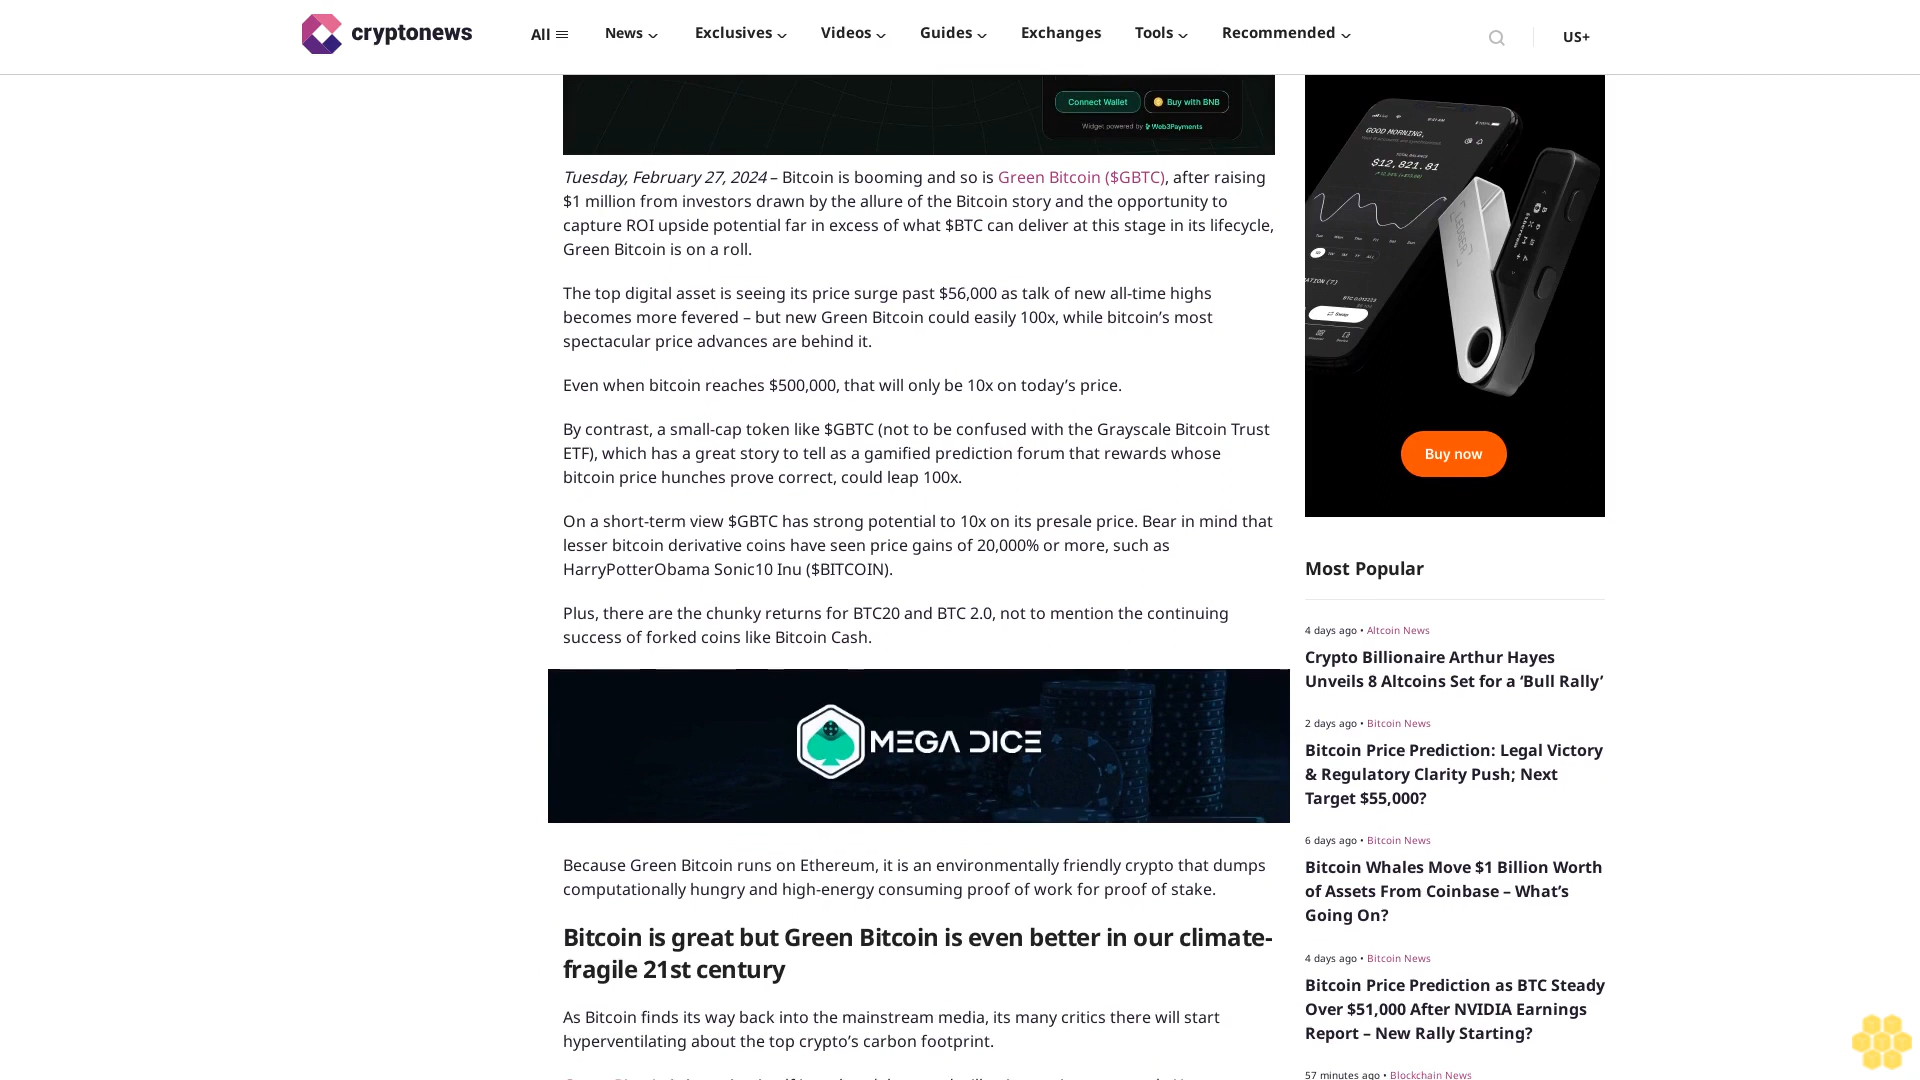 cryptonews
All
News
Exclusives
Videos
Guides
Exchanges
Tools
Recommended
US+
Connect Wallet
Buy with BNB
Widget powered by Web3Payments
Tuesday, February 27, 2024 – Bitcoin is booming and so is Green Bitcoin ($GBTC), after raising
$1 million from investors drawn by the allure of the Bitcoin story and the opportunity to
capture ROI upside potential far in excess of what $BTC can deliver at this stage in its lifecycle,
Green Bitcoin is on a roll.
The top digital asset is seeing its price surge past $56,000 as talk of new all-time highs
becomes more fevered – but new Green Bitcoin could easily 100x, while bitcoin’s most
spectacular price advances are behind it.
Even when bitcoin reaches $500,000, that will only be 10x on today’s price.
By contrast, a small-cap token like $GBTC (not to be confused with the Grayscale Bitcoin Trust
ETF), which has a great story to tell as a gamified prediction forum that rewards whose
bitcoin price hunches prove correct, could leap 100x.
On a short-term view $GBTC has strong potential to 10x on its presale price. Bear in mind that
lesser bitcoin derivative coins have seen price gains of 20,000% or more, such as
HarryPotterObama Sonic10 Inu ($BITCOIN).
Plus, there are the chunky returns for BTC20 and BTC 2.0, not to mention the continuing
success of forked coins like Bitcoin Cash.
MEGA DICE
Because Green Bitcoin runs on Ethereum, it is an environmentally friendly crypto that dumps
computationally hungry and high-energy consuming proof of work for proof of stake.
Bitcoin is great but Green Bitcoin is even better in our climate-
fragile 21st century
As Bitcoin finds its way back into the mainstream media, its many critics there will start
hyperventilating about the top crypto’s carbon footprint.
GOOD MORNING,
TOTAL BALANCE
$12,821.81
LEDGER
Swap
Buy now
Most Popular
4 days ago • Altcoin News
Crypto Billionaire Arthur Hayes
Unveils 8 Altcoins Set for a ‘Bull Rally’
2 days ago • Bitcoin News
Bitcoin Price Prediction: Legal Victory
& Regulatory Clarity Push; Next
Target $55,000?
6 days ago • Bitcoin News
Bitcoin Whales Move $1 Billion Worth
of Assets From Coinbase – What’s
Going On?
4 days ago • Bitcoin News
Bitcoin Price Prediction as BTC Steady
Over $51,000 After NVIDIA Earnings
Report – New Rally Starting?
57 minutes ago • Blockchain News